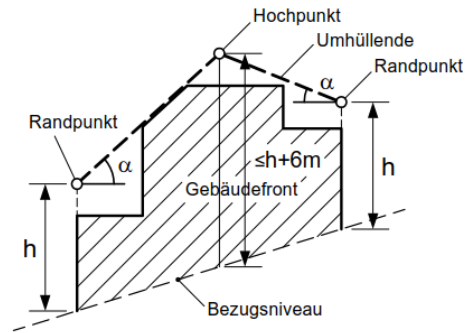 Hochpunkt
Umhüllende
α
Randpunkt
Randpunkt
α
≤h+6m
h
Gebäudefront
h
Bezugsniveau